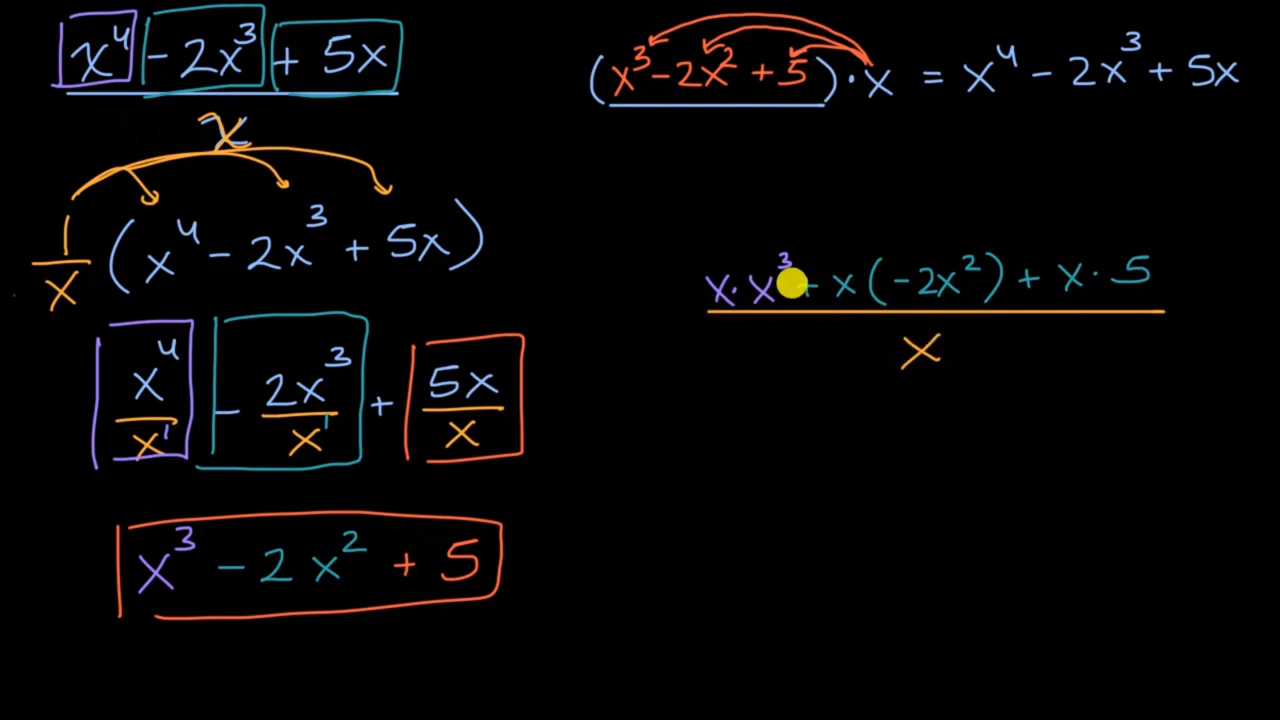 x⁴ - 2x³ + 5x
x
1/x (x⁴ - 2x³ + 5x)
x⁴/x¹ - 2x³/x¹ + 5x/x
x³ - 2x² + 5
(x³ - 2x² + 5) · x = x⁴ - 2x³ + 5x
x · x³ + x(-2x²) + x · 5
x